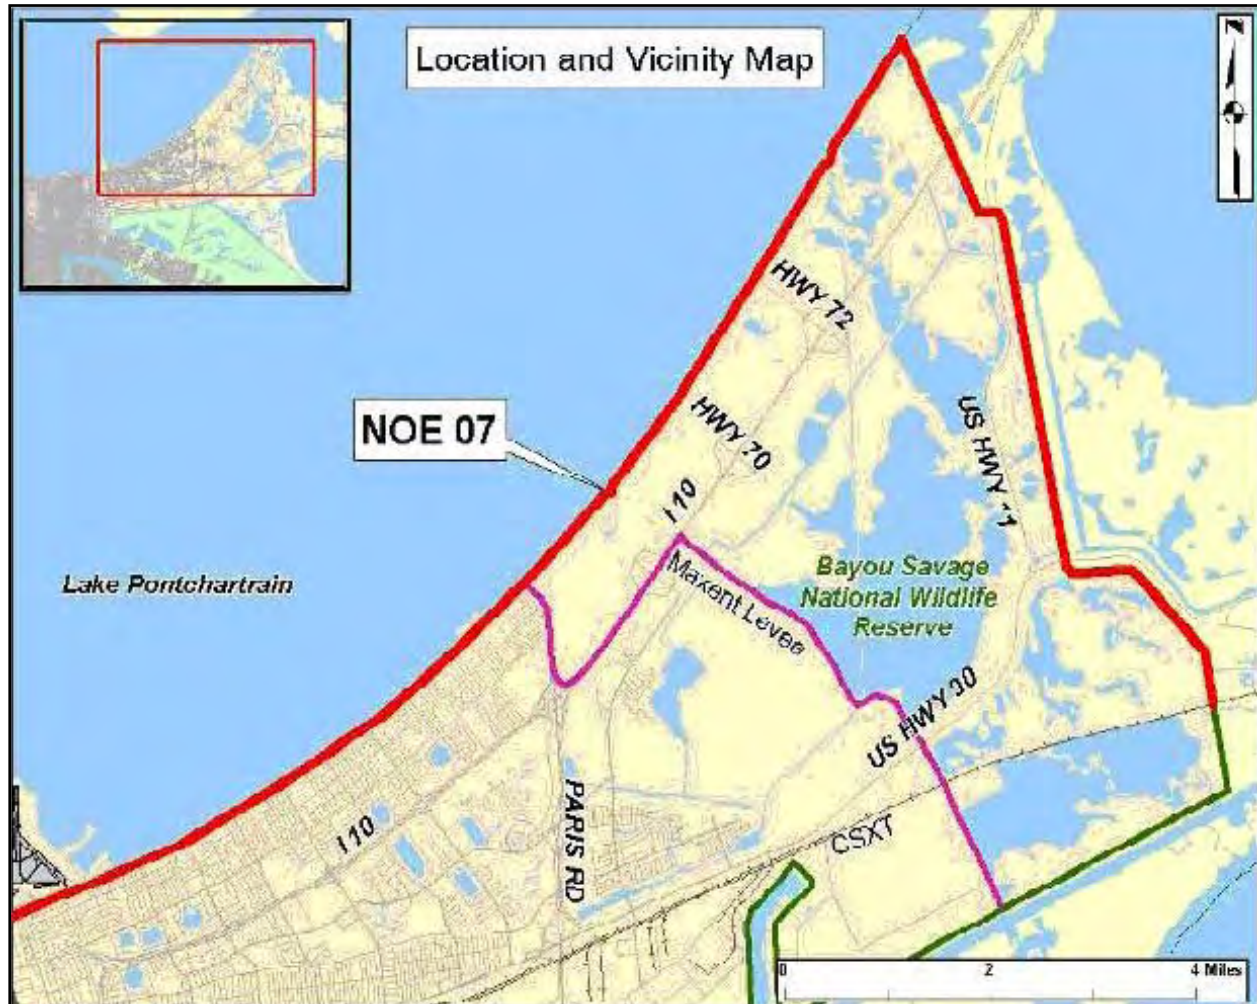 Location and Vicinity Map
N
HWY 72
NOE 07
HWY 70
US HWY 11
I 10
Lake Pontchartrain
Maxent Levee
Bayou Savage
National Wildlife
Reserve
US HWY 90
I 10
PARIS RD
CSXT
0 2 4 Miles